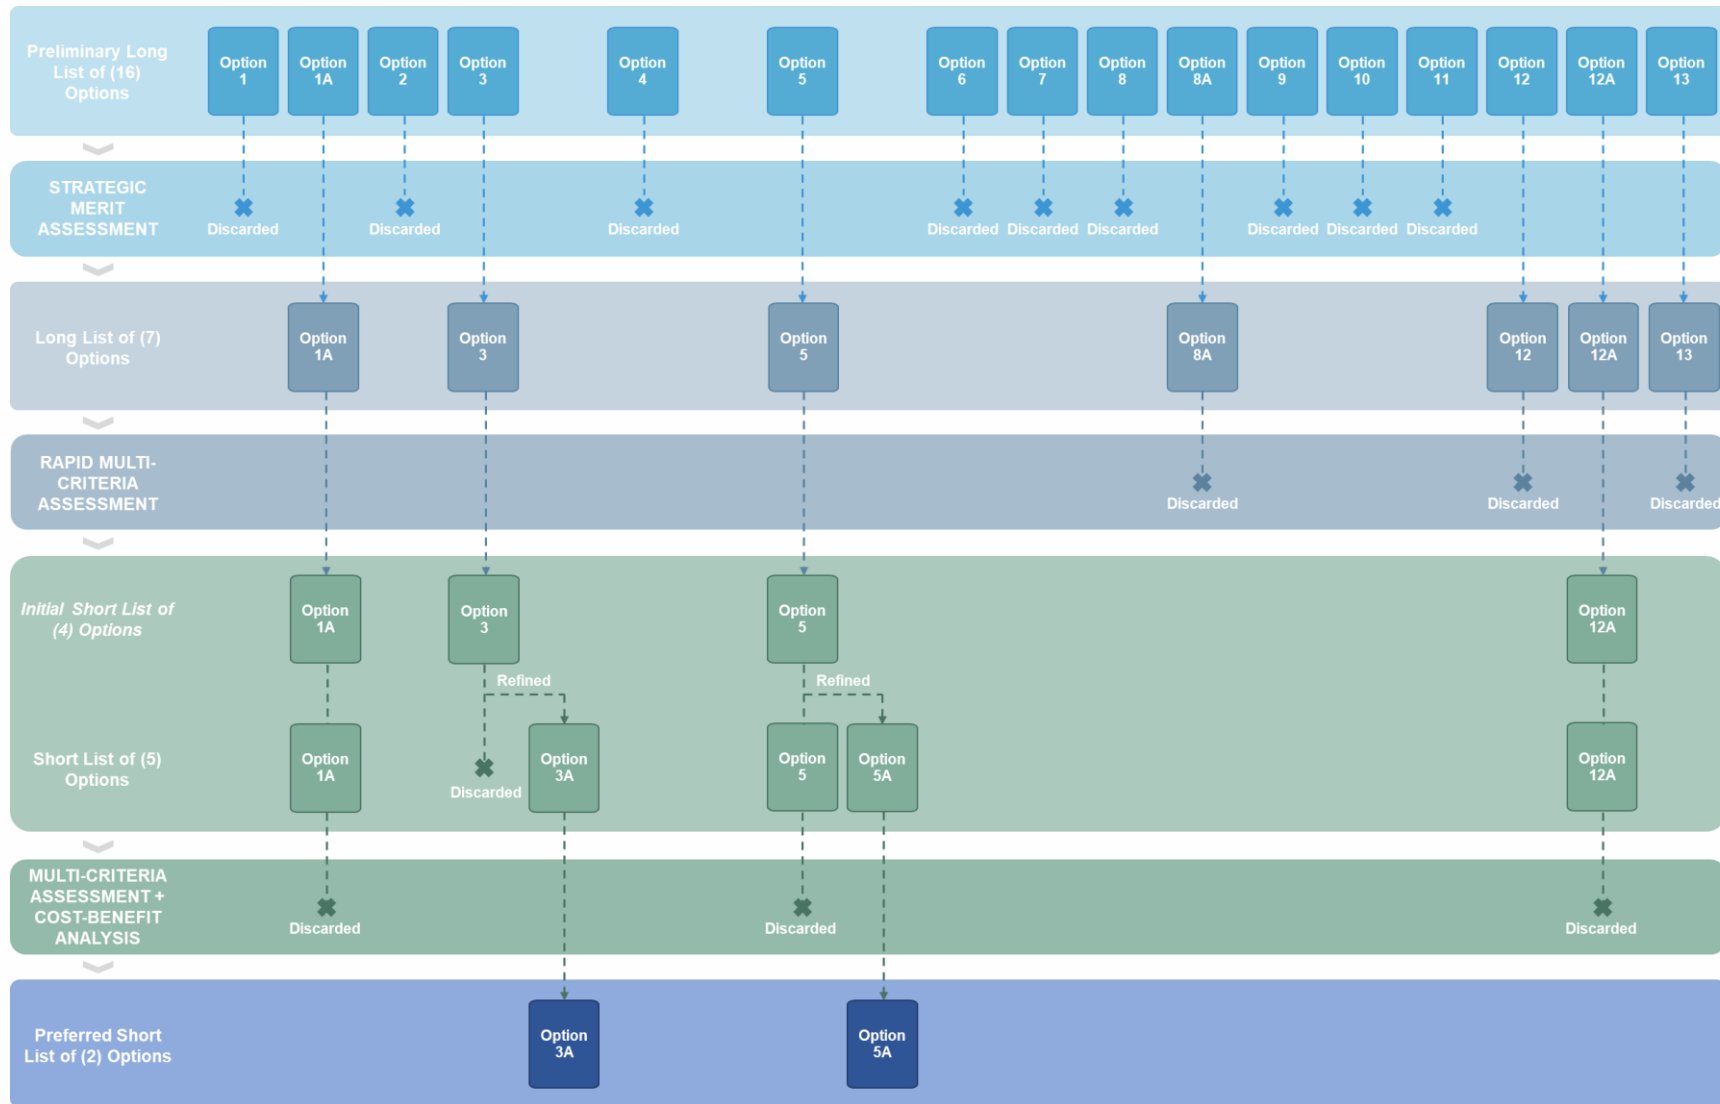 Preliminary Long
List of (16)
Options
Option
1
Option
1A
Option
2
Option
3
Option
4
Option
5
Option
6
Option
7
Option
8
Option
8A
Option
9
Option
10
Option
11
Option
12
Option
12A
Option
13
STRATEGIC
MERIT
ASSESSMENT
Discarded
Discarded
Discarded
Discarded
Discarded
Discarded
Discarded
Discarded
Discarded
Long List of (7)
Options
Option
1A
Option
3
Option
5
Option
8A
Option
12
Option
12A
Option
13
RAPID MULTI-
CRITERIA
ASSESSMENT
Discarded
Discarded
Discarded
Initial Short List of
(4) Options
Option
1A
Option
3
Option
5
Option
12A
Refined
Refined
Short List of (5)
Options
Option
1A
Discarded
Option
3A
Option
5
Option
5A
Option
12A
MULTI-CRITERIA
ASSESSMENT +
COST-BENEFIT
ANALYSIS
Discarded
Discarded
Discarded
Preferred Short
List of (2) Options
Option
3A
Option
5A